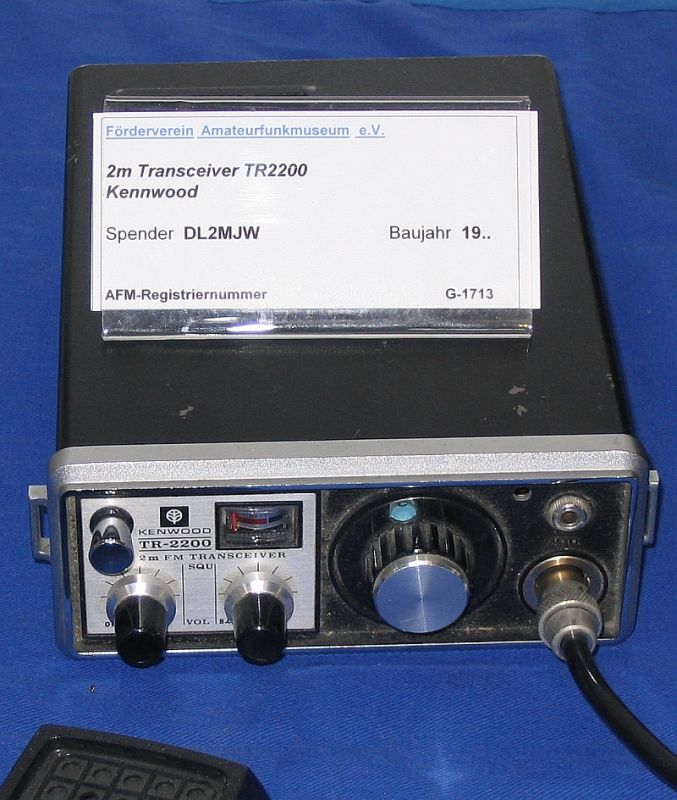 Förderverein Amateurfunkmuseum e.V.
2m Transceiver TR2200
Kennwood
Spender DL2MJW Baujahr 19..
AFM-Registriernummer G-1713
KENWOOD
TR-2200
2m FM TRANSCEIVER
SQU
VOL